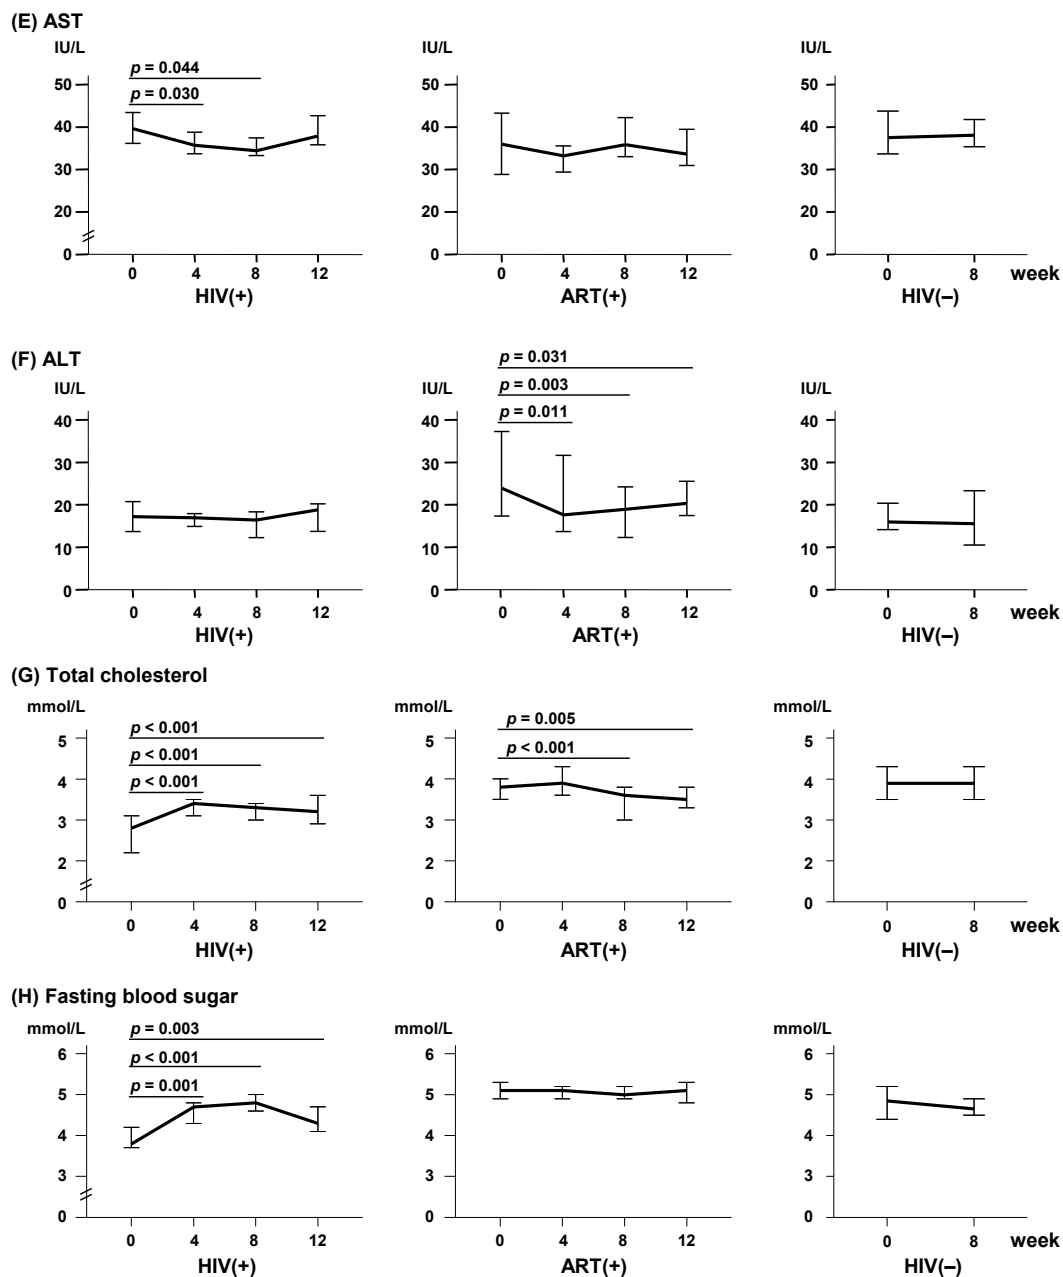 (E) AST
IU/L IU/L IU/L
p = 0.044
p = 0.030
50 50 50
40 40 40
30 30 30
20 20 20
0 0 0
0 4 8 12 0 4 8 12 0 8 week
HIV(+) ART(+) HIV(–)
(F) ALT
p = 0.031
IU/L IU/L IU/L
p = 0.003
p = 0.011
40 40 40
30 30 30
20 20 20
10 10 10
0 0 0
0 4 8 12 0 4 8 12 0 8 week
HIV(+) ART(+) HIV(–)
(G) Total cholesterol
mmol/L mmol/L mmol/L
p < 0.001 p = 0.005
p < 0.001 p < 0.001
p < 0.001
5 5 5
4 4 4
3 3 3
2 2 2
0 0 0
0 4 8 12 0 4 8 12 0 8 week
HIV(+) ART(+) HIV(–)
(H) Fasting blood sugar
mmol/L mmol/L mmol/L
p = 0.003
p < 0.001
p = 0.001
6 6 6
5 5 5
4 4 4
3 3 3
0 0 0
0 4 8 12 0 4 8 12 0 8 week
HIV(+) ART(+) HIV(–)